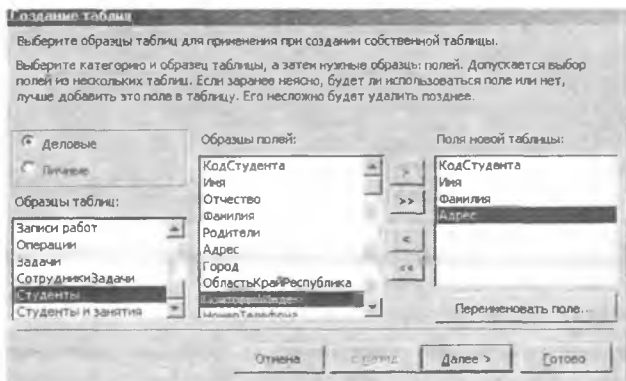 Создание таблиц
Выберите образцы таблиц для применения при создании собственной таблицы.
Выберите категорию и образец таблицы, а затем нужные образцы полей. Допускается выбор
полей из нескольких таблиц. Если заранее неясно, будет ли использоваться поле или нет,
лучше добавить это поле в таблицу. Его несложно будет удалить позднее.
Деловые
Личные
Образцы таблиц:
Записи работ
Операции
Задачи
СотрудникиЗадачи
Студенты
Студенты и занятия
Образцы полей:
КодСтудента
Имя
Отчество
Фамилия
Родители
Адрес
Город
ОбластьКрайРеспублика
ПочтовыйИндекс
НомерТелефона
>
>>
<
<<
Поля новой таблицы:
КодСтудента
Имя
Фамилия
Адрес
Переименовать поле...
Отмена
< Назад
Далее >
Готово